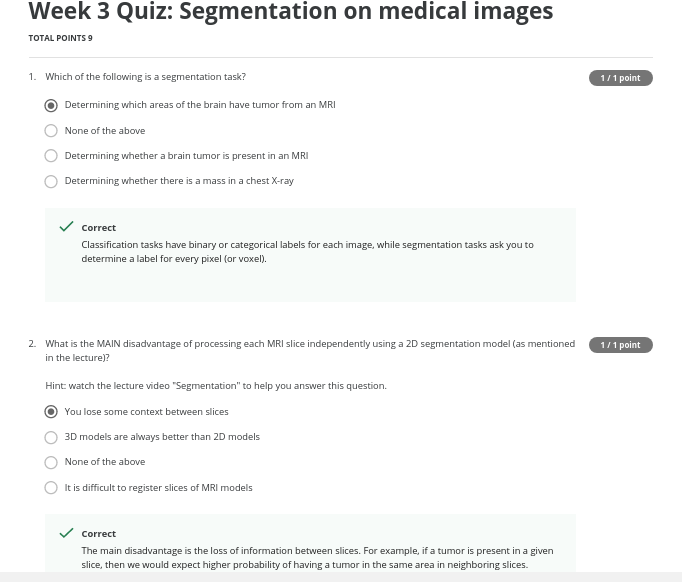 Week 3 Quiz: Segmentation on medical images
TOTAL POINTS 9
1. Which of the following is a segmentation task?
1 / 1 point
Determining which areas of the brain have tumor from an MRI
None of the above
Determining whether a brain tumor is present in an MRI
Determining whether there is a mass in a chest X-ray
Correct
Classification tasks have binary or categorical labels for each image, while segmentation tasks ask you to
determine a label for every pixel (or voxel).
2. What is the MAIN disadvantage of processing each MRI slice independently using a 2D segmentation model (as mentioned
1 / 1 point
in the lecture)?
Hint: watch the lecture video "Segmentation" to help you answer this question.
You lose some context between slices
3D models are always better than 2D models
None of the above
It is difficult to register slices of MRI models
Correct
The main disadvantage is the loss of information between slices. For example, if a tumor is present in a given
slice, then we would expect higher probability of having a tumor in the same area in neighboring slices.